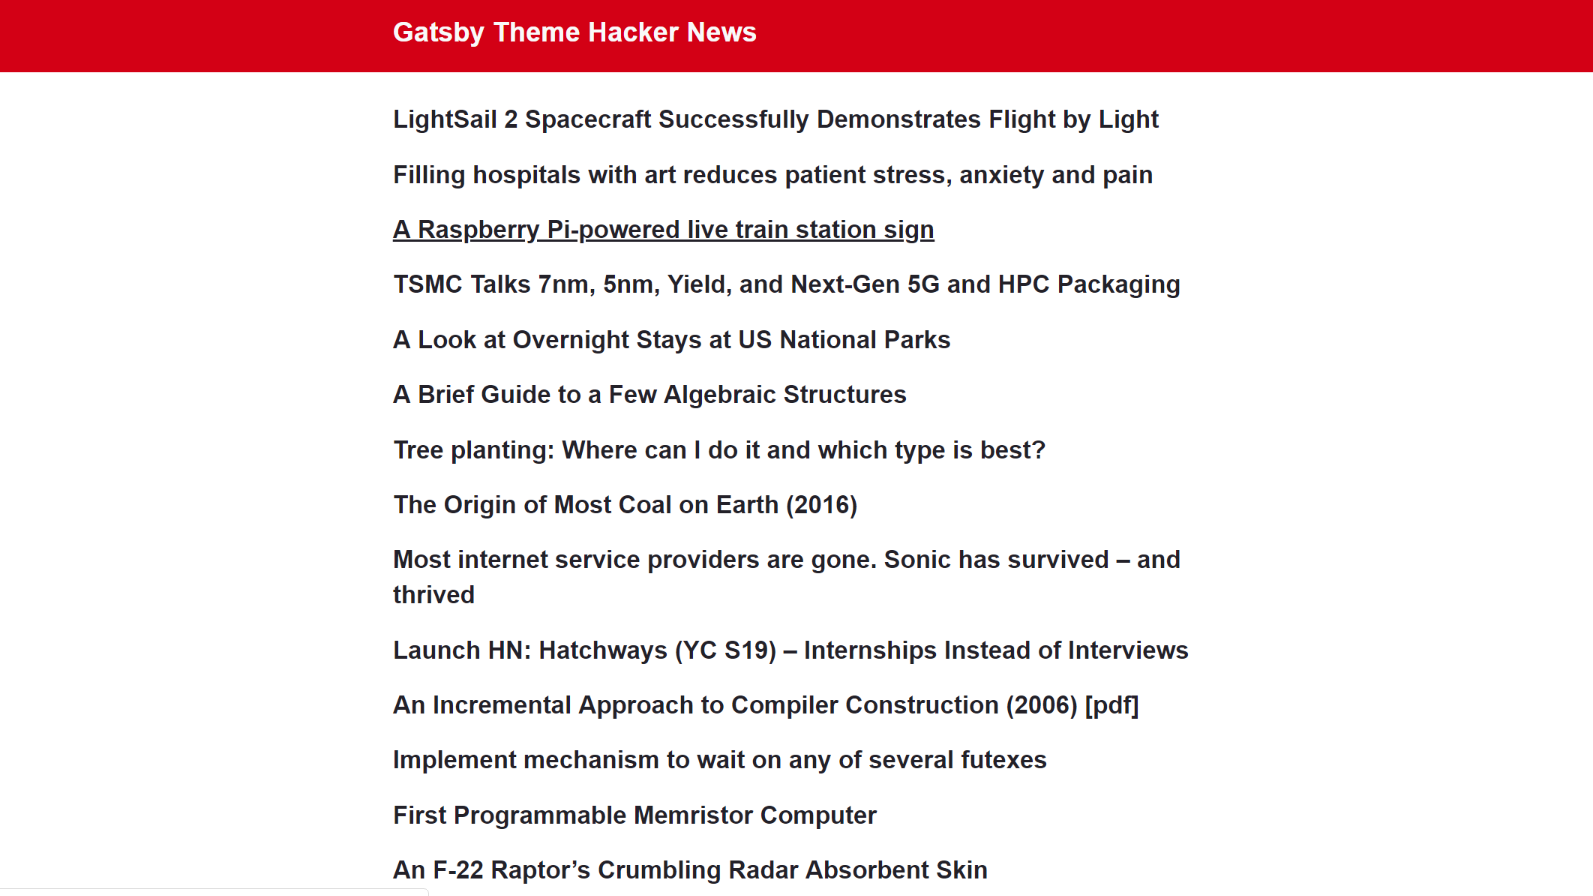 Gatsby Theme Hacker News
LightSail 2 Spacecraft Successfully Demonstrates Flight by Light
Filling hospitals with art reduces patient stress, anxiety and pain
A Raspberry Pi-powered live train station sign
TSMC Talks 7nm, 5nm, Yield, and Next-Gen 5G and HPC Packaging
A Look at Overnight Stays at US National Parks
A Brief Guide to a Few Algebraic Structures
Tree planting: Where can I do it and which type is best?
The Origin of Most Coal on Earth (2016)
Most internet service providers are gone. Sonic has survived – and
thrived
Launch HN: Hatchways (YC S19) – Internships Instead of Interviews
An Incremental Approach to Compiler Construction (2006) [pdf]
Implement mechanism to wait on any of several futexes
First Programmable Memristor Computer
An F-22 Raptor’s Crumbling Radar Absorbent Skin